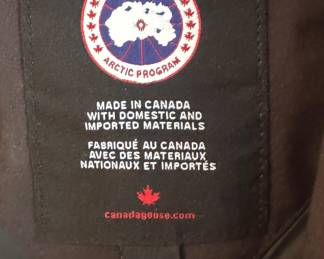 ARCTIC PROGRAM
MADE IN CANADA
WITH DOMESTIC AND
IMPORTED MATERIALS
FABRIQUÉ AU CANADA
AVEC DES MATERIAUX
NATIONAUX ET IMPORTÉS
canadagoose.com